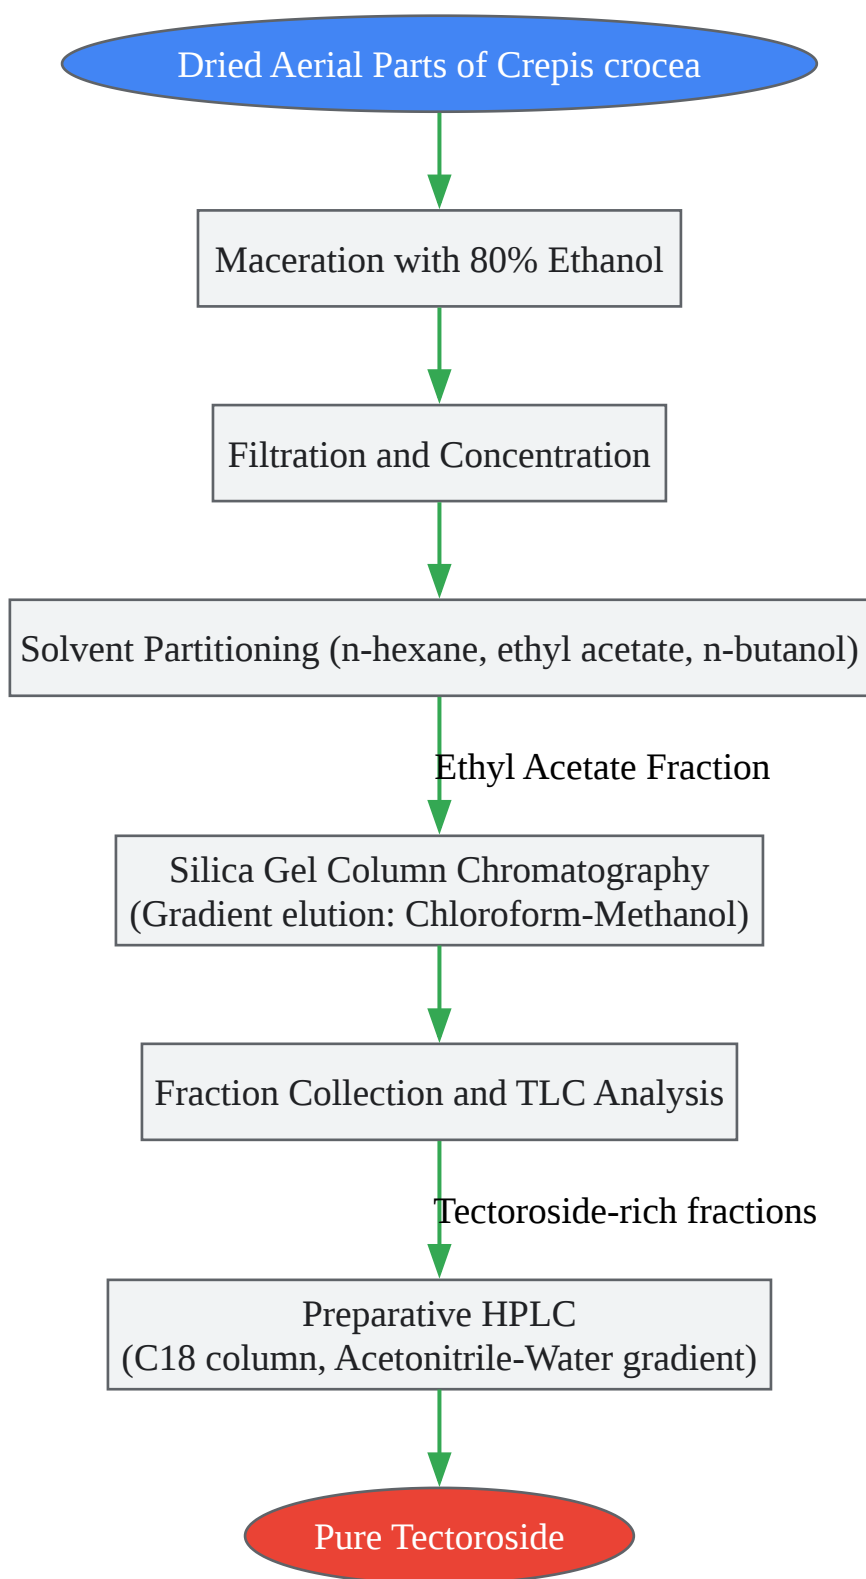 Dried Aerial Parts of Crepis crocea
Maceration with 80% Ethanol
Filtration and Concentration
Solvent Partitioning (n-hexane, ethyl acetate, n-butanol)
Ethyl Acetate Fraction
Silica Gel Column Chromatography
(Gradient elution: Chloroform-Methanol)
Fraction Collection and TLC Analysis
Tectoroside-rich fractions
Preparative HPLC
(C18 column, Acetonitrile-Water gradient)
Pure Tectoroside